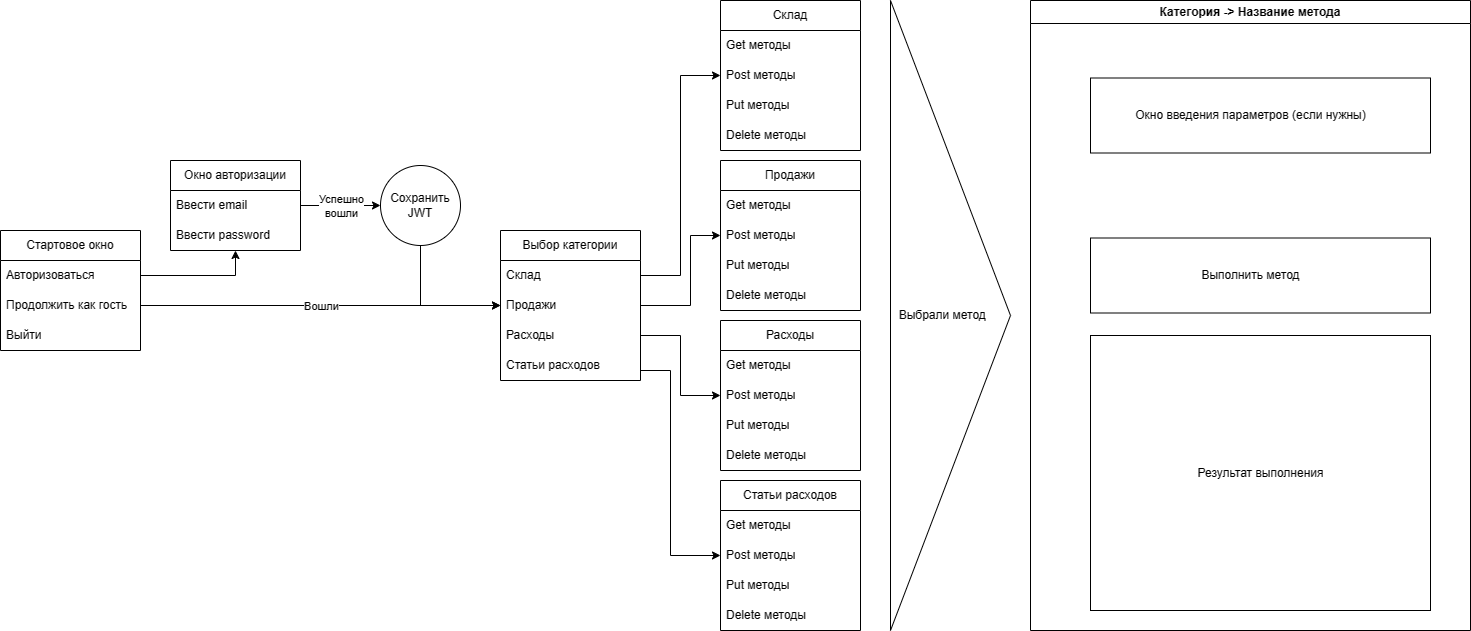 Стартовое окно
Авторизоваться
Продолжить как гость
Выйти
Окно авторизации
Ввести email
Ввести password
Успешно
вошли
Сохранить
JWT
Вошли
Выбор категории
Склад
Продажи
Расходы
Статьи расходов
Склад
Get методы
Post методы
Put методы
Delete методы
Продажи
Get методы
Post методы
Put методы
Delete методы
Расходы
Get методы
Post методы
Put методы
Delete методы
Статьи расходов
Get методы
Post методы
Put методы
Delete методы
Выбрали метод
Категория -> Название метода
Окно введения параметров (если нужны)
Выполнить метод
Результат выполнения